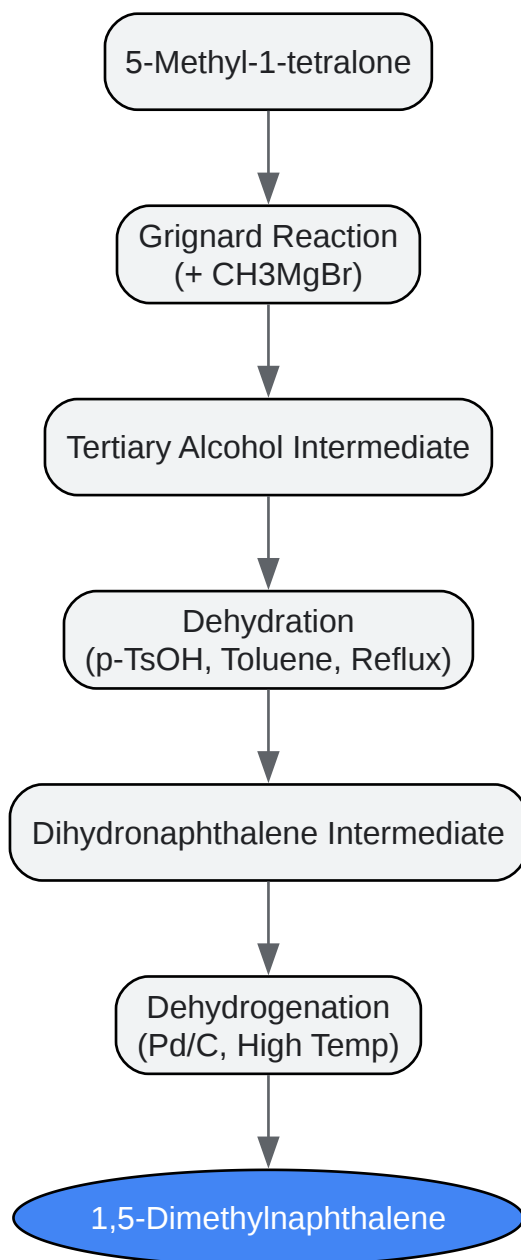 5-Methyl-1-tetralone
Grignard Reaction
(+ CH3MgBr)
Tertiary Alcohol Intermediate
Dehydration
(p-TsOH, Toluene, Reflux)
Dihydronaphthalene Intermediate
Dehydrogenation
(Pd/C, High Temp)
1,5-Dimethylnaphthalene